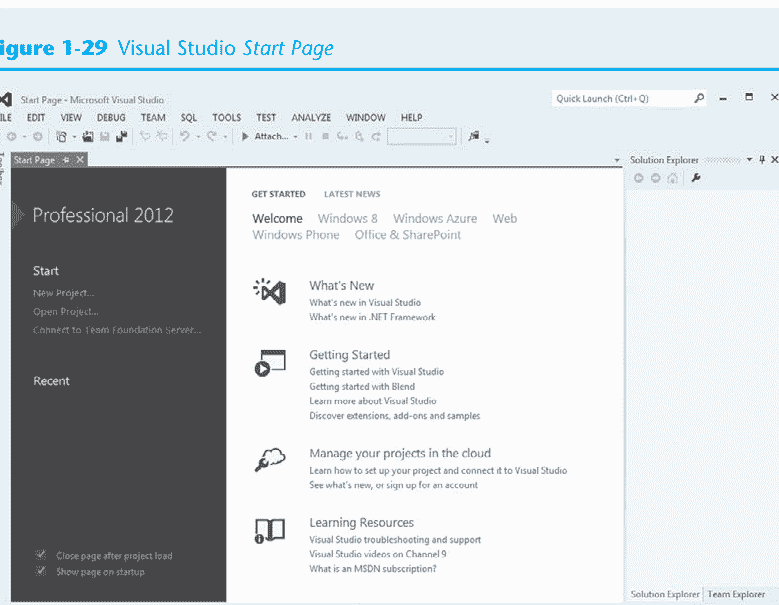 igure 1-29 Visual Studio Start Page
Start Page - Microsoft Visual Studio
Quick Launch (Ctrl+Q)
ILE EDIT VIEW DEBUG TEAM SQL TOOLS TEST ANALYZE WINDOW HELP
Attach...
Start Page
Solution Explorer
Professional 2012
Start
New Project...
Open Project...
Connect to Team Foundation Server...
Recent
Close page after project load
Show page on startup
GET STARTED LATEST NEWS
Welcome Windows 8 Windows Azure Web
Windows Phone Office & SharePoint
What's New
What's new in Visual Studio
What's new in .NET Framework
Getting Started
Getting started with Visual Studio
Getting started with Blend
Learn more about Visual Studio
Discover extensions, add-ons and samples
Manage your projects in the cloud
Learn how to set up your project and connect it to Visual Studio
See what's new, or sign up for an account
Learning Resources
Visual Studio troubleshooting and support
Visual Studio videos on Channel 9
What is an MSDN subscription?
Solution Explorer Team Explorer